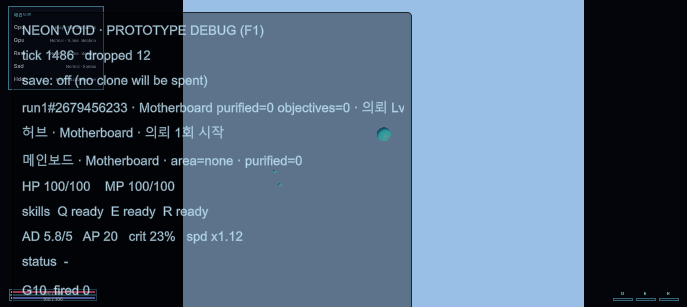 NEON VOID · PROTOTYPE DEBUG (F1)
tick 1486 dropped 12
save: off (no clone will be spent)
run1#2679456233 · Motherboard purified=0 objectives=0 · 의뢰 Lv
허브 · Motherboard · 의뢰 1회 시작
메인보드 · Motherboard · area=none · purified=0
HP 100/100 MP 100/100
skills Q ready E ready R ready
AD 5.8/5 AP 20 crit 23% spd x1.12
status -
G10 fired 0